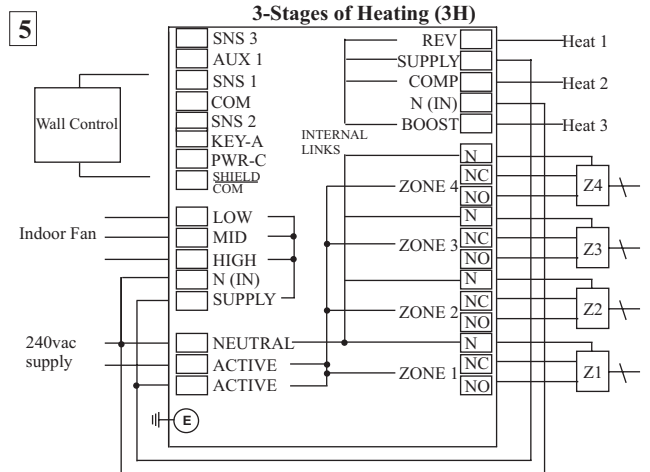 3-Stages of Heating (3H)
5
SNS 3
AUX 1
SNS 1
COM
SNS 2
KEY-A
PWR-C
SHIELD
COM
Wall Control
LOW
MID
HIGH
N (IN)
SUPPLY
Indoor Fan
240vac
supply
NEUTRAL
ACTIVE
ACTIVE
E
INTERNAL
LINKS
REV
SUPPLY
COMP
N (IN)
BOOST
Heat 1
Heat 2
Heat 3
ZONE 4
N
NC
NO
Z4
ZONE 3
N
NC
NO
Z3
ZONE 2
N
NC
NO
Z2
ZONE 1
N
NC
NO
Z1